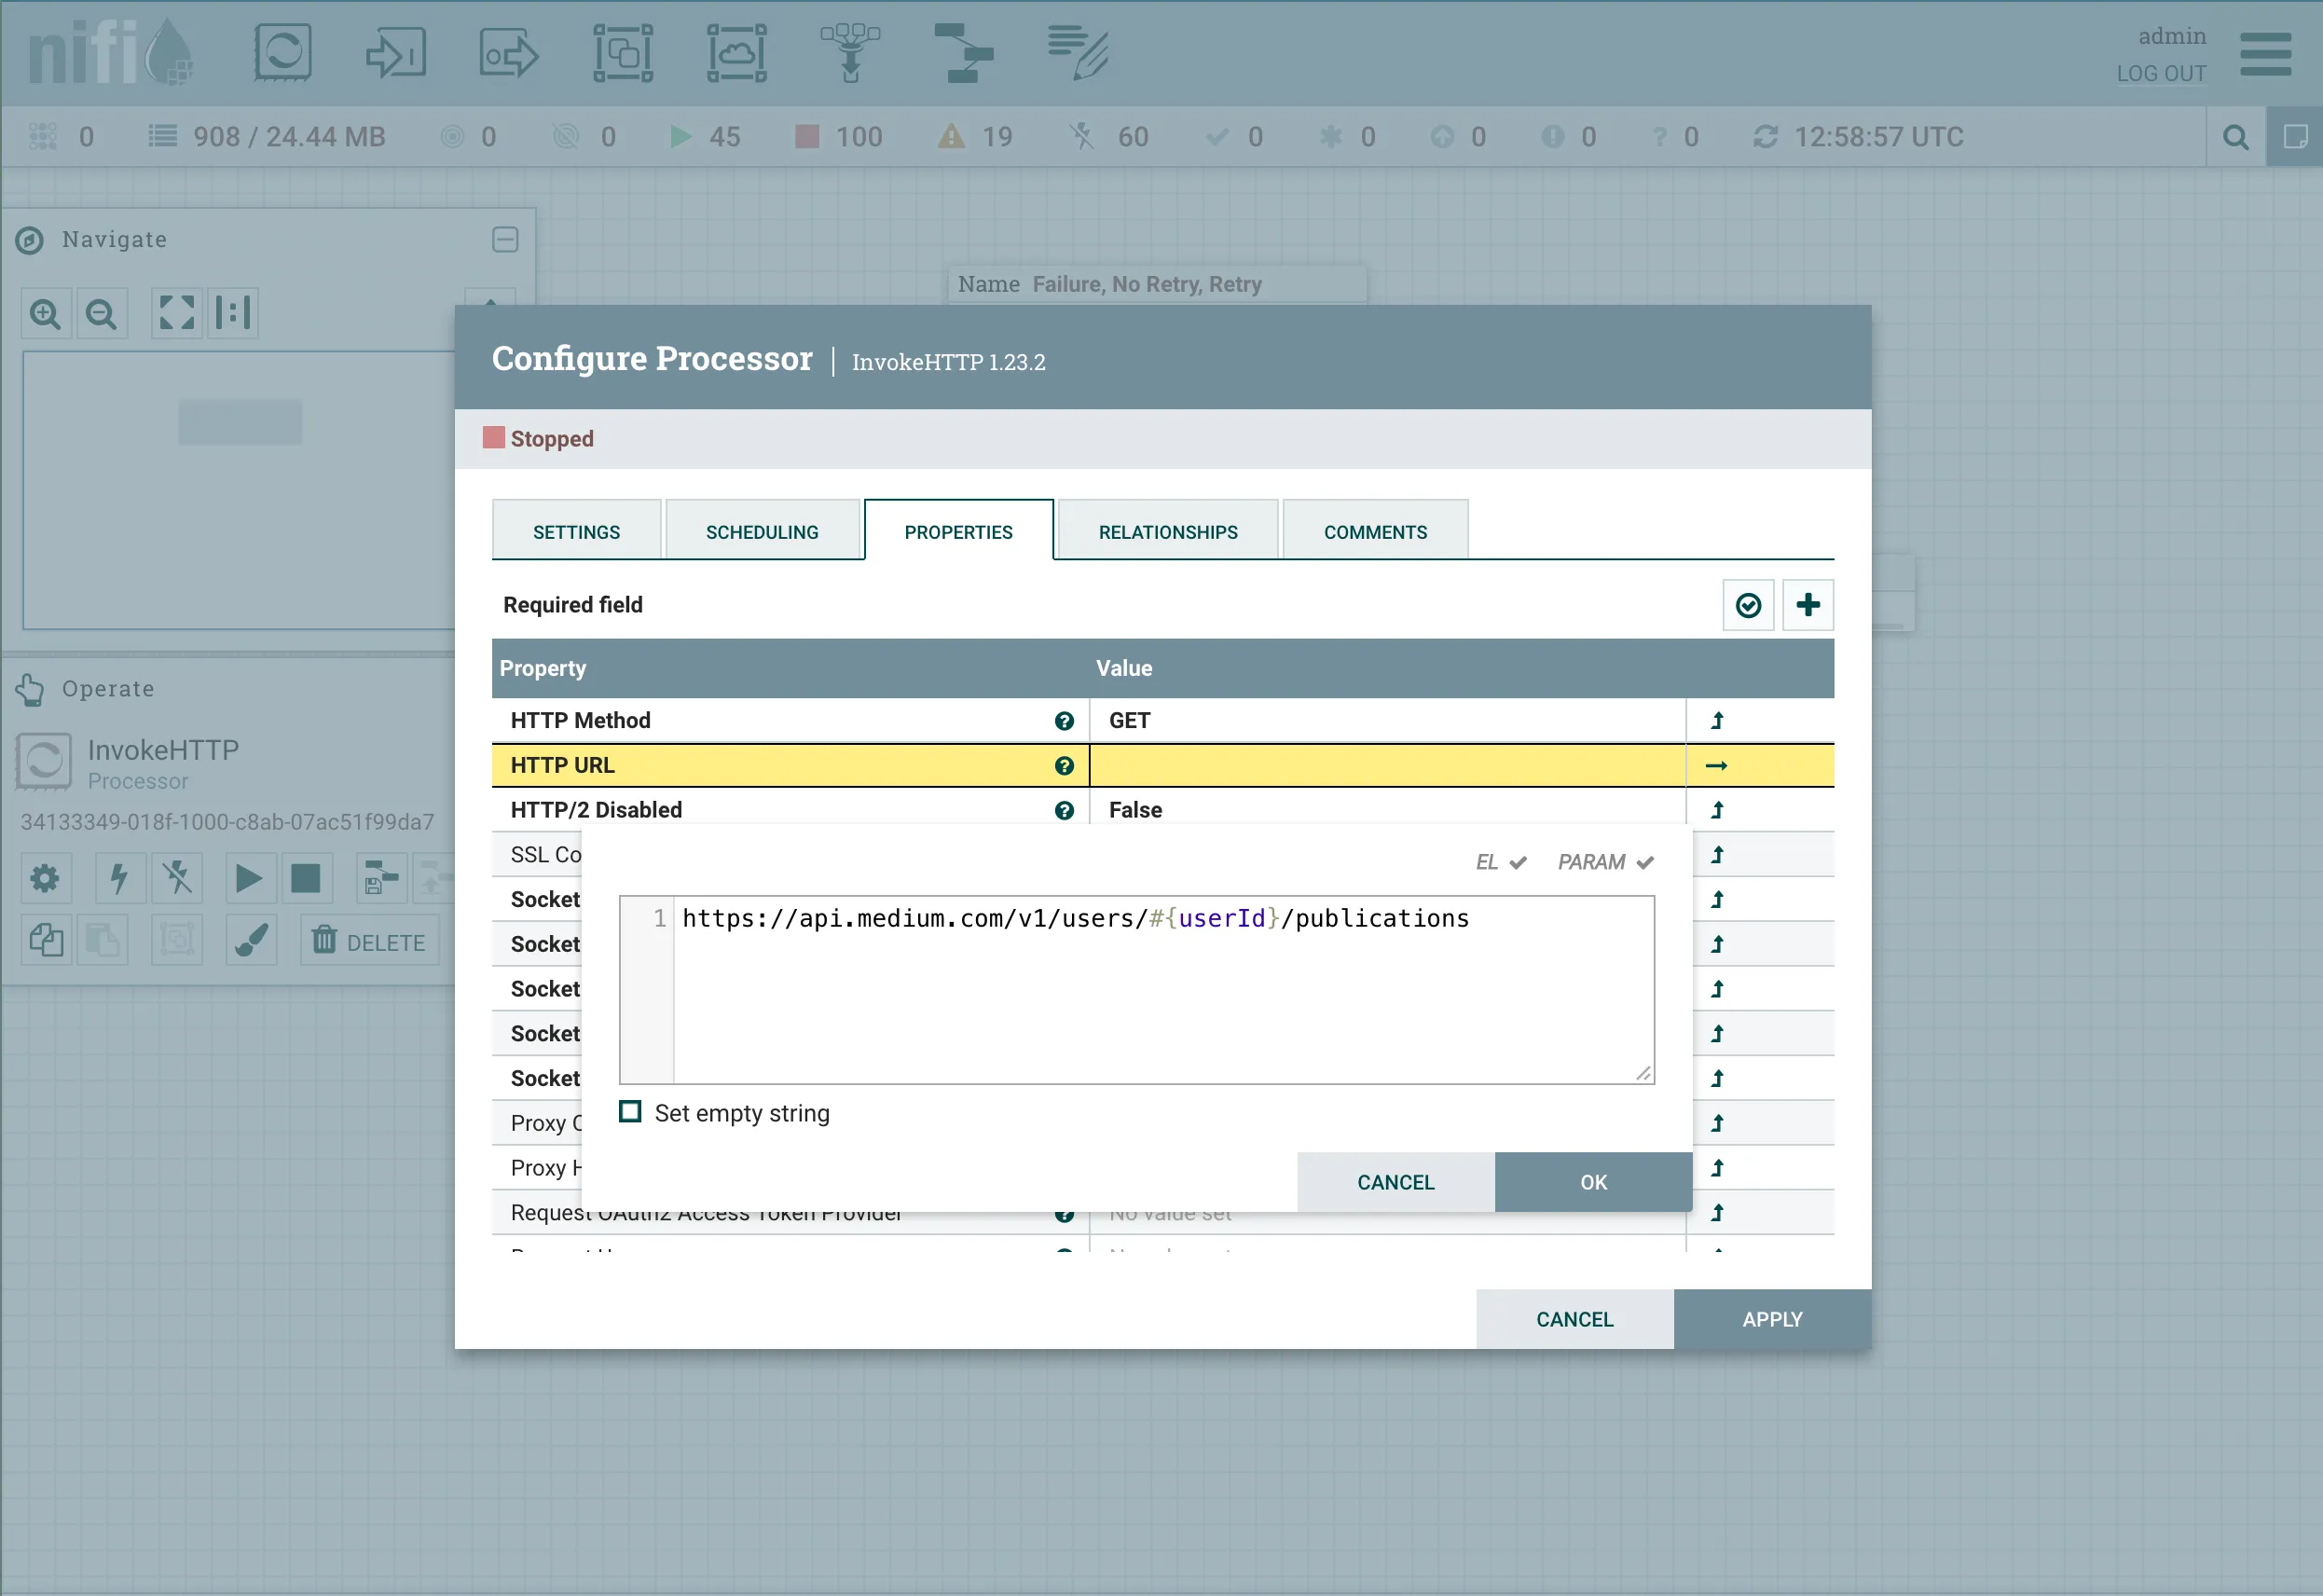 nifi
admin
LOG OUT
0 908 / 24.44 MB 0 0 45 100 19 60 0 0 0 0 ? 0 12:58:57 UTC
Navigate
Name Failure, No Retry, Retry
Configure Processor | InvokeHTTP 1.23.2
Stopped
SETTINGS SCHEDULING PROPERTIES RELATIONSHIPS COMMENTS
Required field
Property Value
HTTP Method GET
HTTP URL
HTTP/2 Disabled False
SSL Co
EL PARAM
Socket
1 https://api.medium.com/v1/users/#{userId}/publications
Socket
Socket
Socket
Socket
Proxy
Set empty string
Proxy
CANCEL OK
Request OAuth2 Access Token Provider No value set
CANCEL APPLY
Operate
InvokeHTTP
Processor
34133349-018f-1000-c8ab-07ac51f99da7
DELETE